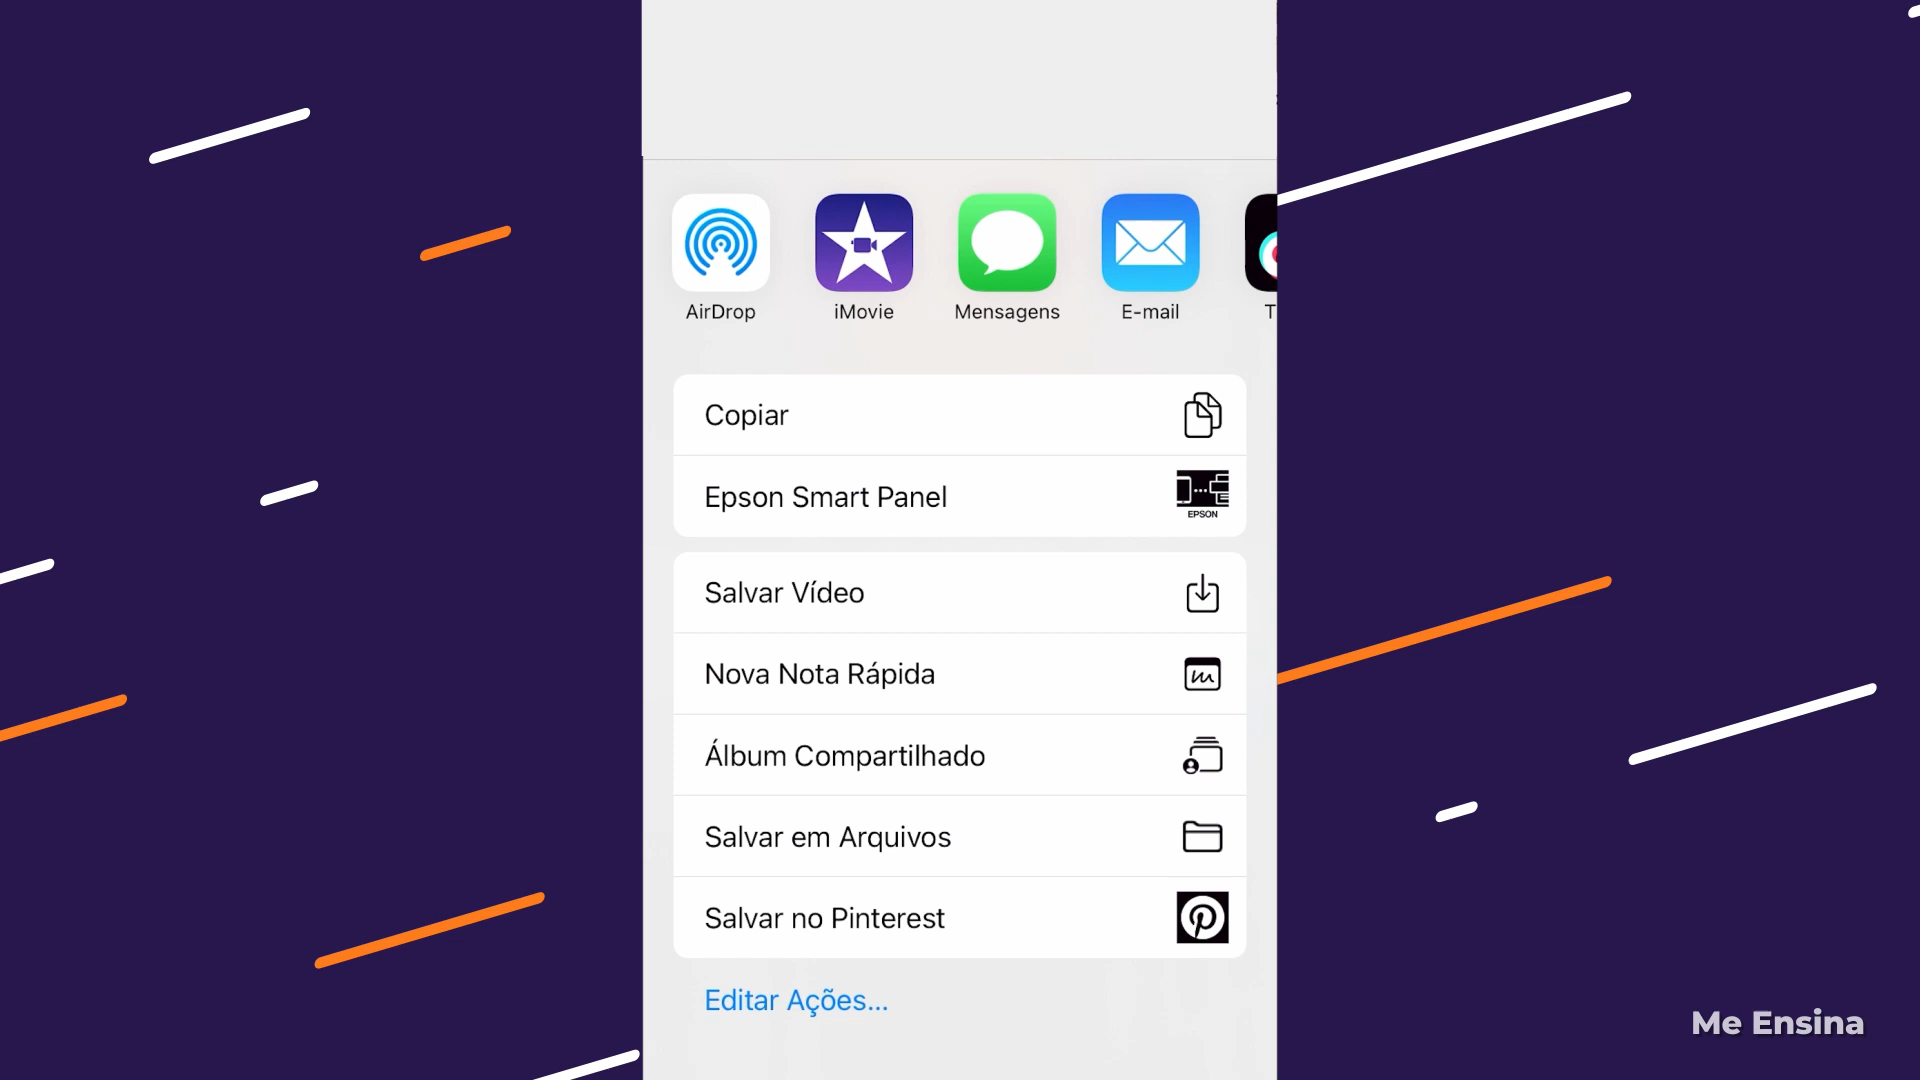 AirDrop
iMovie
Mensagens
E-mail
T
Copiar
Epson Smart Panel
EPSON
Salvar Vídeo
Nova Nota Rápida
Álbum Compartilhado
Salvar em Arquivos
Salvar no Pinterest
Editar Ações...
Me Ensina